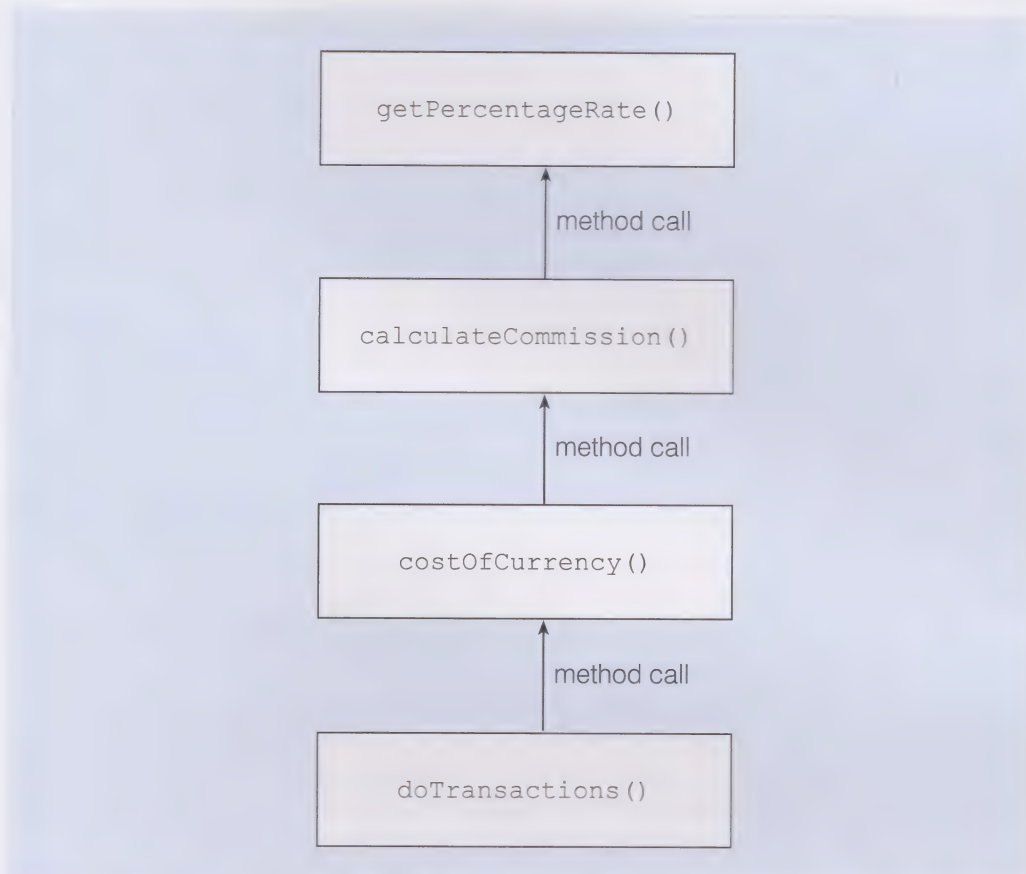 getPercentageRate()
method call
calculateCommission()
method call
costOfCurrency()
method call
doTransactions()